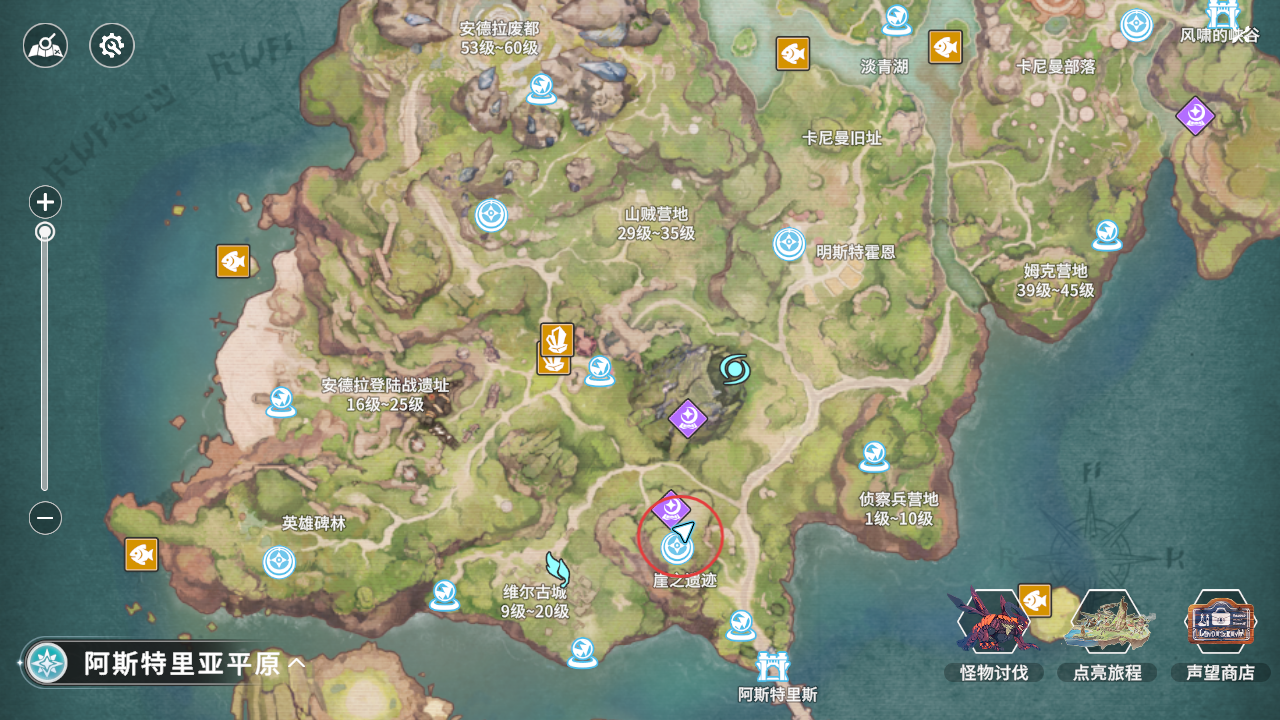 安德拉废都
53级~60级
风啸的峡谷
淡青湖
卡尼曼部落
卡尼曼旧址
山贼营地
29级~35级
明斯特霍恩
姆克营地
39级~45级
安德拉登陆战遗址
16级~25级
侦察兵营地
1级~10级
英雄碑林
崖之遗迹
维尔古城
9级~20级
阿斯特里亚平原
怪物讨伐
点亮旅程
声望商店
阿斯特里斯